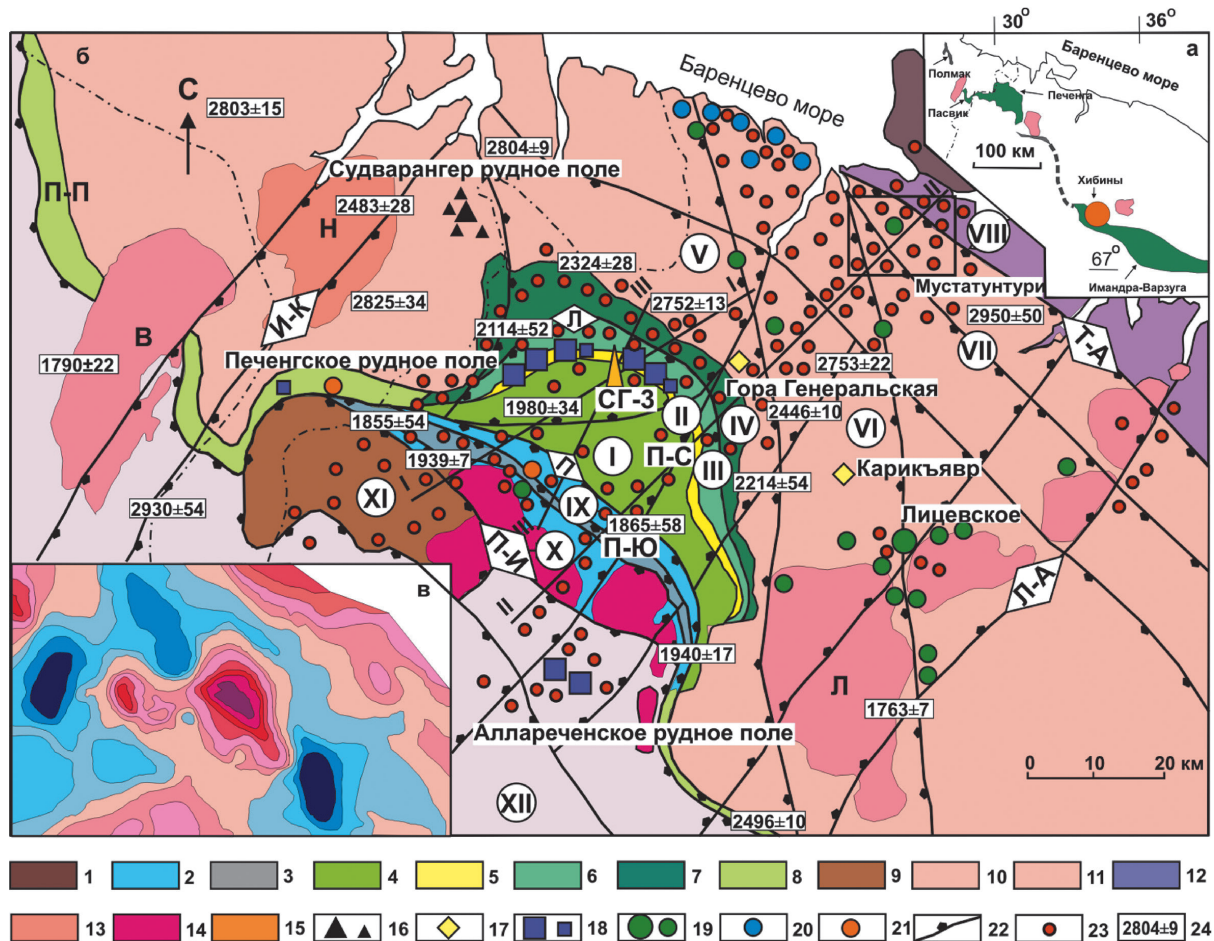 30° 36°
б
а
Баренцево море
Баренцево море
Полмак
Печенга
Пасвик
100 км
Хибины
67°
Имандра-Варзуга
С
2803±15
2804±9
Судварангер рудное поле
П-П
2483±28
Н
II
VIII
V
2324±28
III
I
Мустатунтури
2825±34
2752±13
2950±50
И-К
2114±52
Л
Т-А
В
VII
1790±22
Печенгское рудное поле
2753±22
Гора Генеральская
СГ-3
1980±34
II
2446±10
1855±54
IV
VI
I
П-С
1939±7
П
III
Карикъявр
2214±54
I
XI
IX
2930±54
1865±58
Лицевское
III
П-И
X
П-Ю
Л-А
в
II
1940±17
Л
1763±7
Аллареченское рудное поле
0 10 20 км
XII
2496±10
1 2 3 4 5 6 7 8 9 10 11 12
13 14 15 16 17 18 19 20 21 22 23 2804±9 24